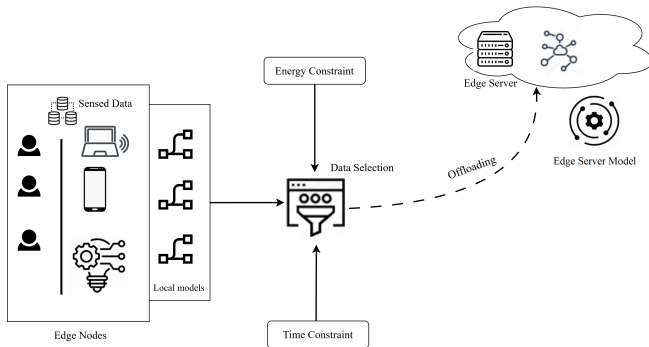 Energy Constraint
Edge Server
Sensed Data
Edge Server Model
Data Selection
Offloading
Local models
Edge Nodes
Time Constraint